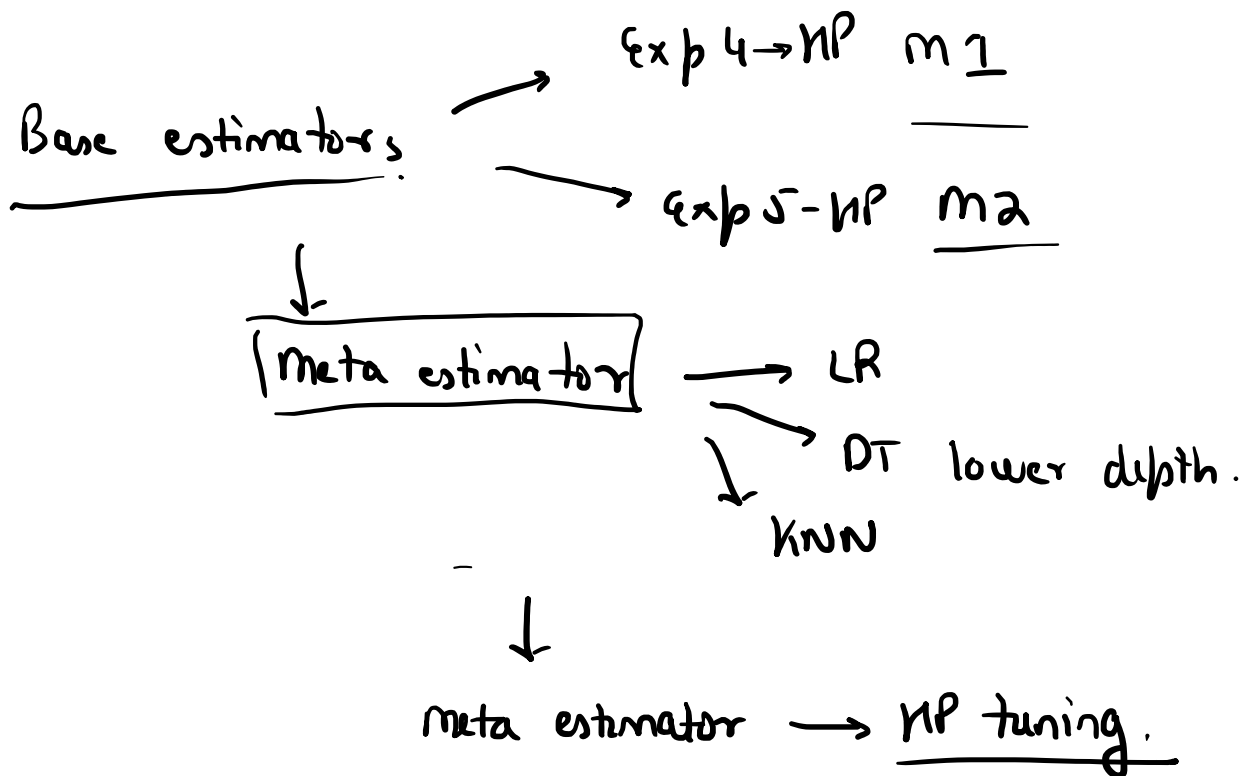 Exp 4→HP M1
Base estimators.
Exp 5-HP M2
Meta estimator → LR
DT lower depth.
KNN
Meta estimator → HP tuning.